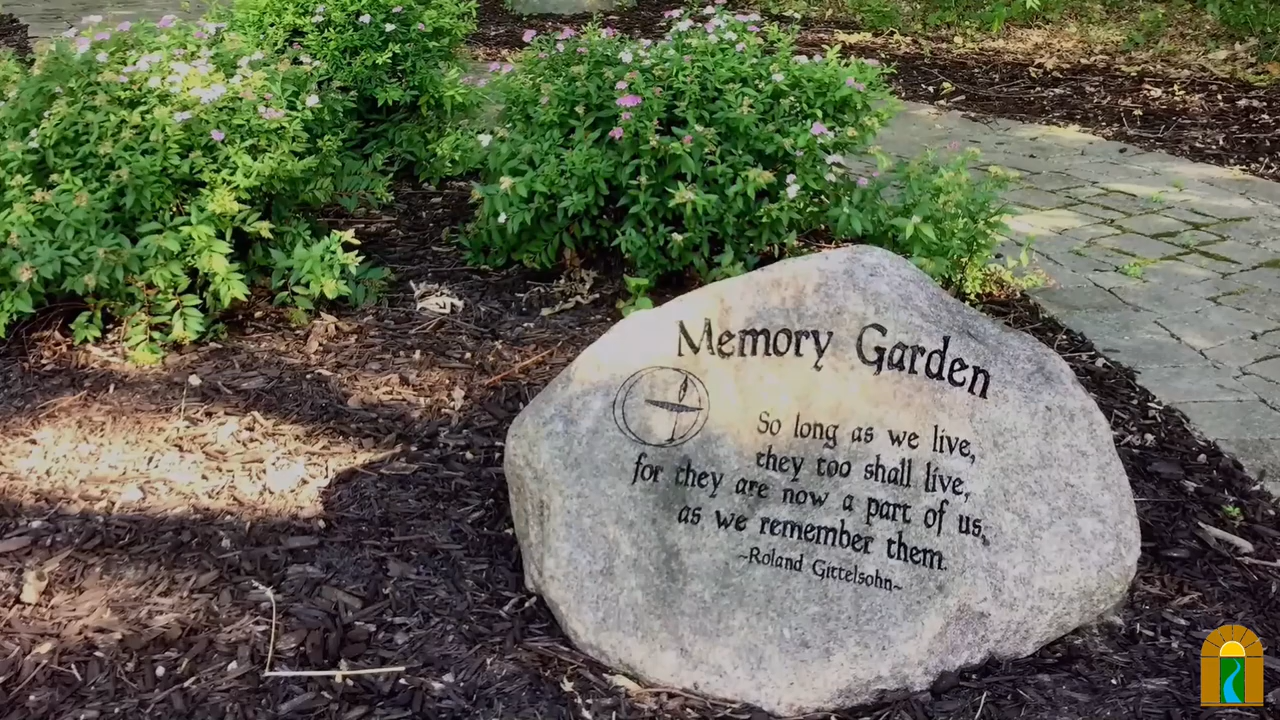 Memory Garden
So long as we live,
they too shall live,
for they are now a part of us,
as we remember them.
~Roland Gittelsohn~